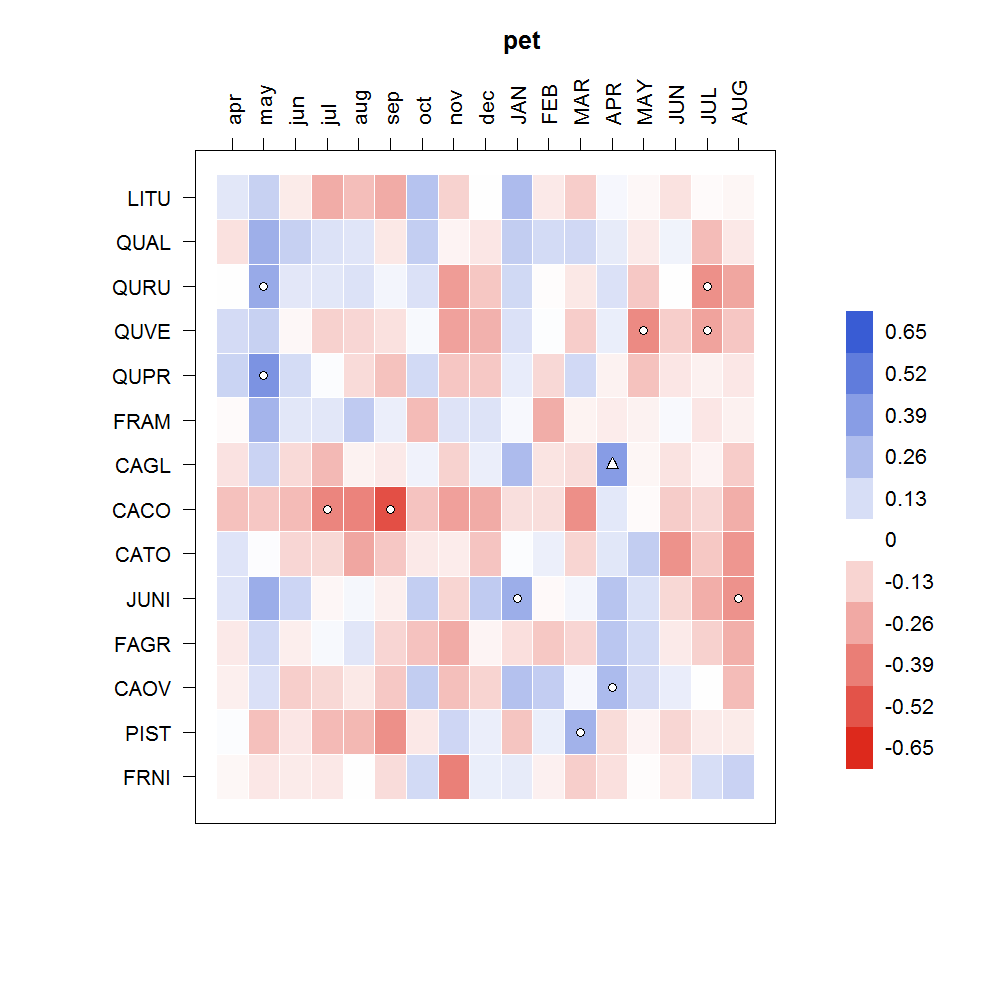 pet
apr may jun jul aug sep oct nov dec JAN FEB MAR APR MAY JUN JUL AUG
LITU
QUAL
QURU
QUVE
QUPR
FRAM
CAGL
CACO
CATO
JUNI
FAGR
CAOV
PIST
FRNI
0.65
0.52
0.39
0.26
0.13
0
-0.13
-0.26
-0.39
-0.52
-0.65